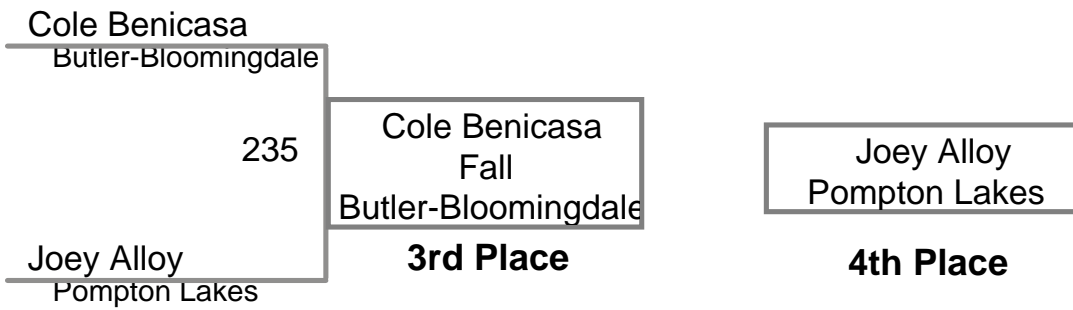 Cole Benicasa
Butler-Bloomingdale
235
Joey Alloy
Pompton Lakes
Cole Benicasa
Fall
Butler-Bloomingdale
3rd Place
Joey Alloy
Pompton Lakes
4th Place